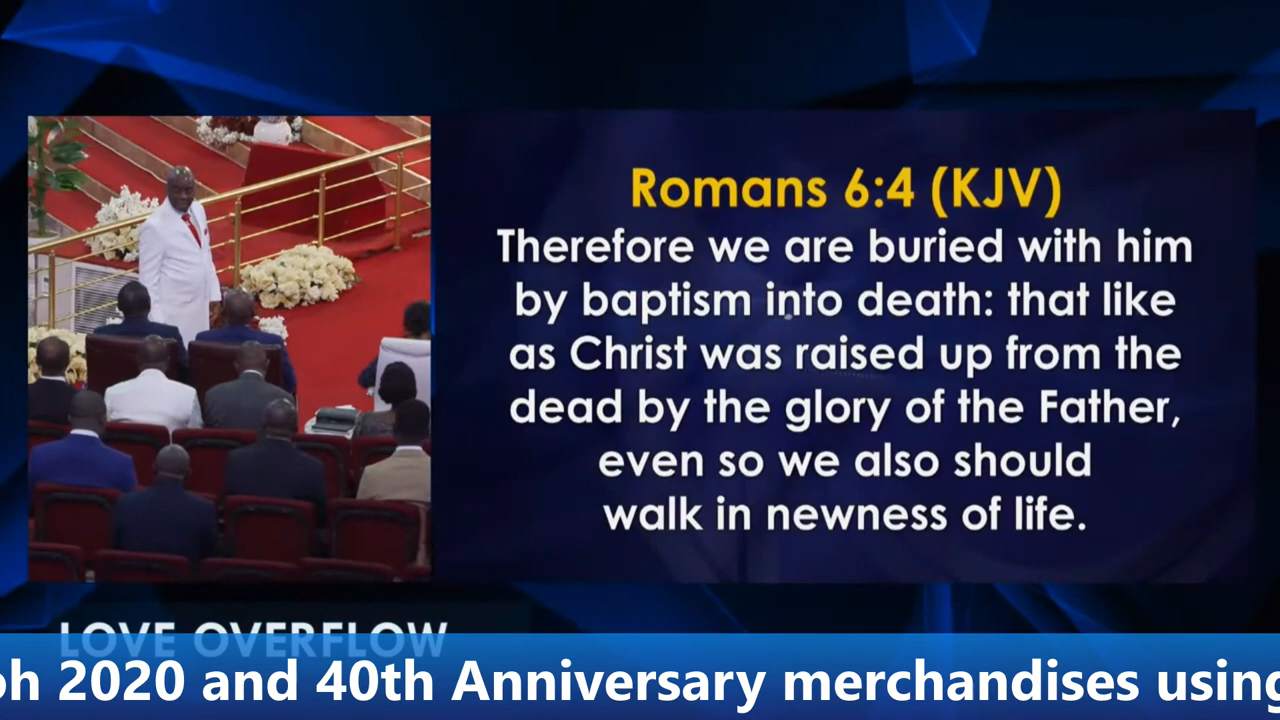 Romans 6:4 (KJV)
Therefore we are buried with him
by baptism into death: that like
as Christ was raised up from the
dead by the glory of the Father,
even so we also should
walk in newness of life.
LOVE OVERFLOW
2020 and 40th Anniversary merchandises using